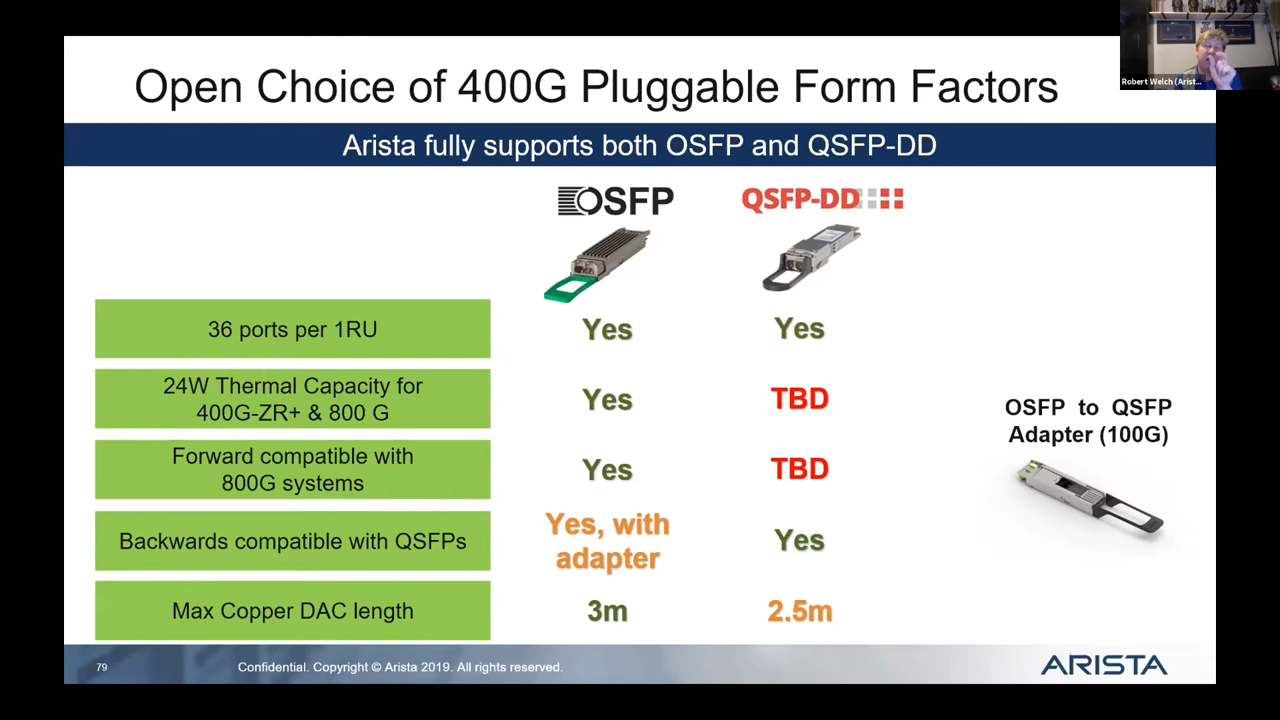 Open Choice of 400G Pluggable Form Factors
Robert Welch (Arist...
Arista fully supports both OSFP and QSFP-DD
OSFP
QSFP-DD
36 ports per 1RU
Yes
Yes
24W Thermal Capacity for
400G-ZR+ & 800 G
Yes
TBD
Forward compatible with
800G systems
Yes
TBD
Backwards compatible with QSFPs
Yes, with
adapter
Yes
Max Copper DAC length
3m
2.5m
OSFP to QSFP
Adapter (100G)
79
Confidential. Copyright © Arista 2019. All rights reserved.
ARISTA